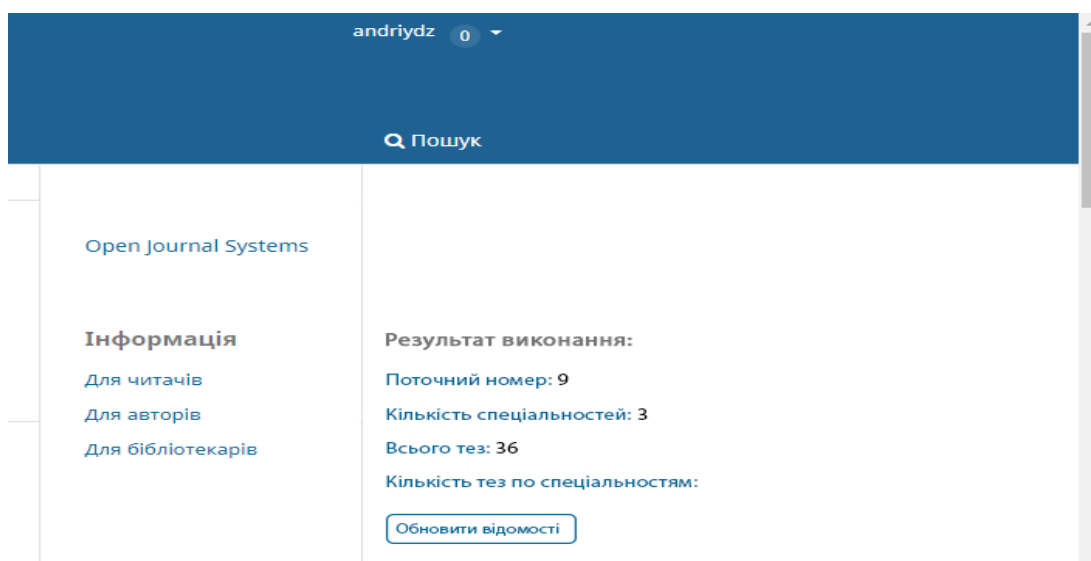 andriydz 0
Пошук
Open Journal Systems
Інформація
Для читачів
Для авторів
Для бібліотекарів
Результат виконання:
Поточний номер: 9
Кількість спеціальностей: 3
Всього тез: 36
Кількість тез по спеціальностям:
Обновити відомості